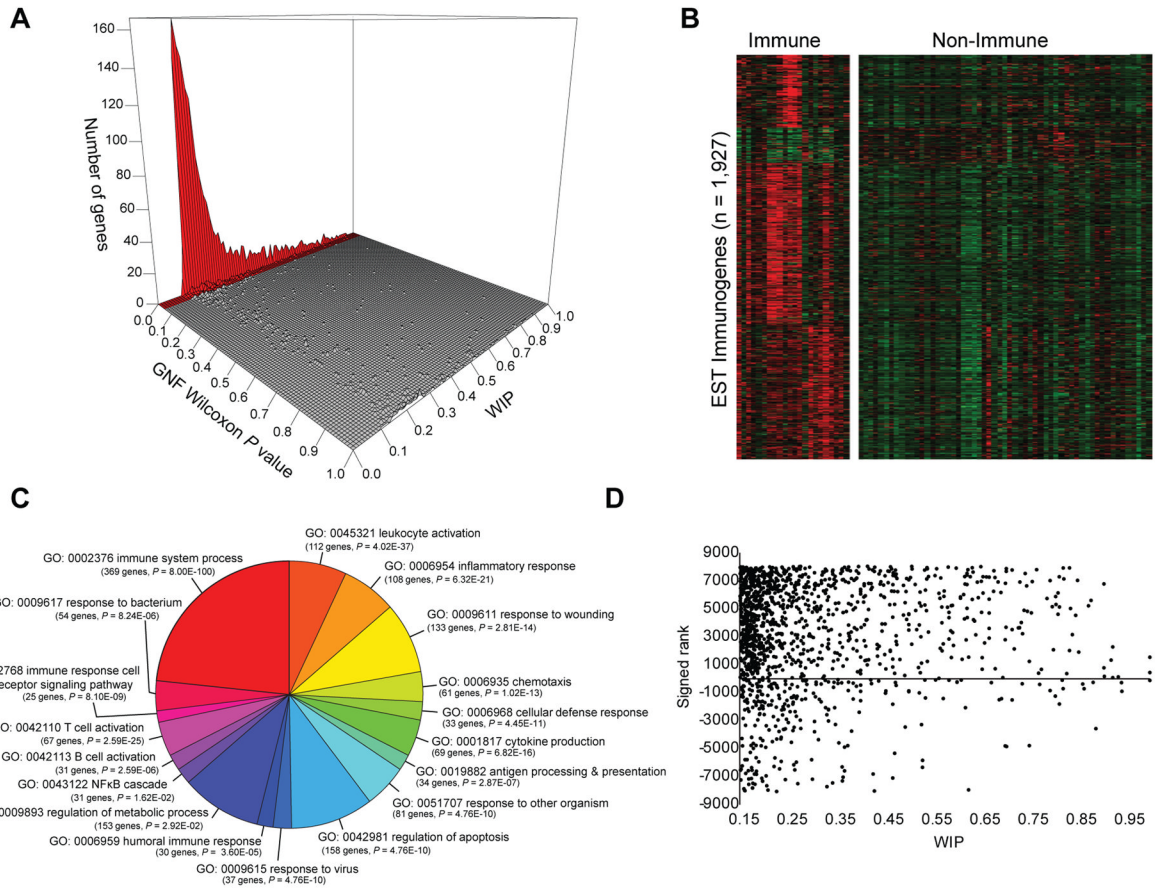 A
160
140
120
100
80
60
40
20
0
Number of genes
0.0
0.1
0.2
0.3
0.4
0.5
0.6
0.7
0.8
0.9
1.0
GNF Wilcoxon P value
0.0
0.1
0.2
0.3
0.4
0.5
0.6
0.7
0.8
0.9
1.0
WIP
B
Immune
Non-Immune
EST Immunogenes (n = 1,927)
C
GO: 0045321 leukocyte activation
(112 genes, P = 4.02E-37)
GO: 0006954 inflammatory response
(108 genes, P = 6.32E-21)
GO: 0009611 response to wounding
(133 genes, P = 2.81E-14)
GO: 0006935 chemotaxis
(61 genes, P = 1.02E-13)
GO: 0006968 cellular defense response
(33 genes, P = 4.45E-11)
GO: 0001817 cytokine production
(69 genes, P = 6.82E-16)
GO: 0019882 antigen processing & presentation
(34 genes, P = 2.87E-07)
GO: 0051707 response to other organism
(81 genes, P = 4.76E-10)
GO: 0042981 regulation of apoptosis
(158 genes, P = 4.76E-10)
GO: 0009615 response to virus
(37 genes, P = 4.76E-10)
GO: 0006959 humoral immune response
(30 genes, P = 3.60E-05)
0009893 regulation of metabolic process
(153 genes, P = 2.92E-02)
GO: 0043122 NFκB cascade
(31 genes, P = 1.62E-02)
GO: 0042113 B cell activation
(31 genes, P = 2.59E-06)
GO: 0042110 T cell activation
(67 genes, P = 2.59E-25)
2768 immune response cell
receptor signaling pathway
(25 genes, P = 8.10E-09)
GO: 0009617 response to bacterium
(54 genes, P = 8.24E-06)
GO: 0002376 immune system process
(369 genes, P = 8.00E-100)
D
9000
7000
5000
3000
1000
-1000
-3000
-5000
-7000
-9000
Signed rank
0.15 0.25 0.35 0.45 0.55 0.65 0.75 0.85 0.95
WIP